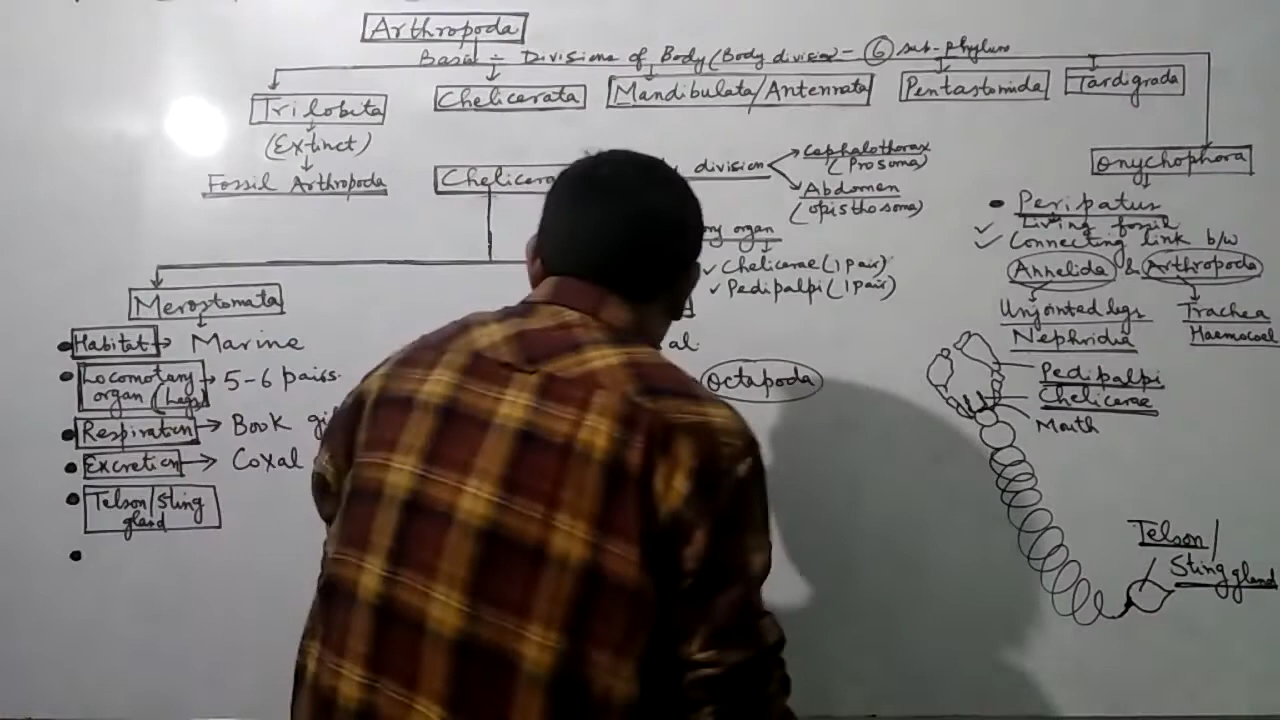 Arthropoda
Basis ÷ Divisions of Body (Body division - 6 sub-phylum
Trilobita
(Extinct)
Fossil Arthropoda
Chelicerata
Mandibulata/Antennata
Pentastomida
Tardigrada
Onychophora
• Peripatus
✓ Living fossil
✓ Connecting link b/w
Annelida & Arthropoda
Unjointed legs
Nephridia
Trachea
Haemocoel
Chelicera
division
Cephalothorax
(Prosoma)
Abdomen
(Opisthosoma)
organ
✓ Chelicerae (1 pair)
✓ Pedipalpi (1 pair)
Octapoda
Merostomata
• Habitat → Marine
• Locomotary organ (Legs) → 5-6 pairs.
• Respiration → Book gi
• Excretion → Coxal
• Telson/Sting
gland
Pedipalpi
Chelicerae
Mouth
Telson/
Sting gland